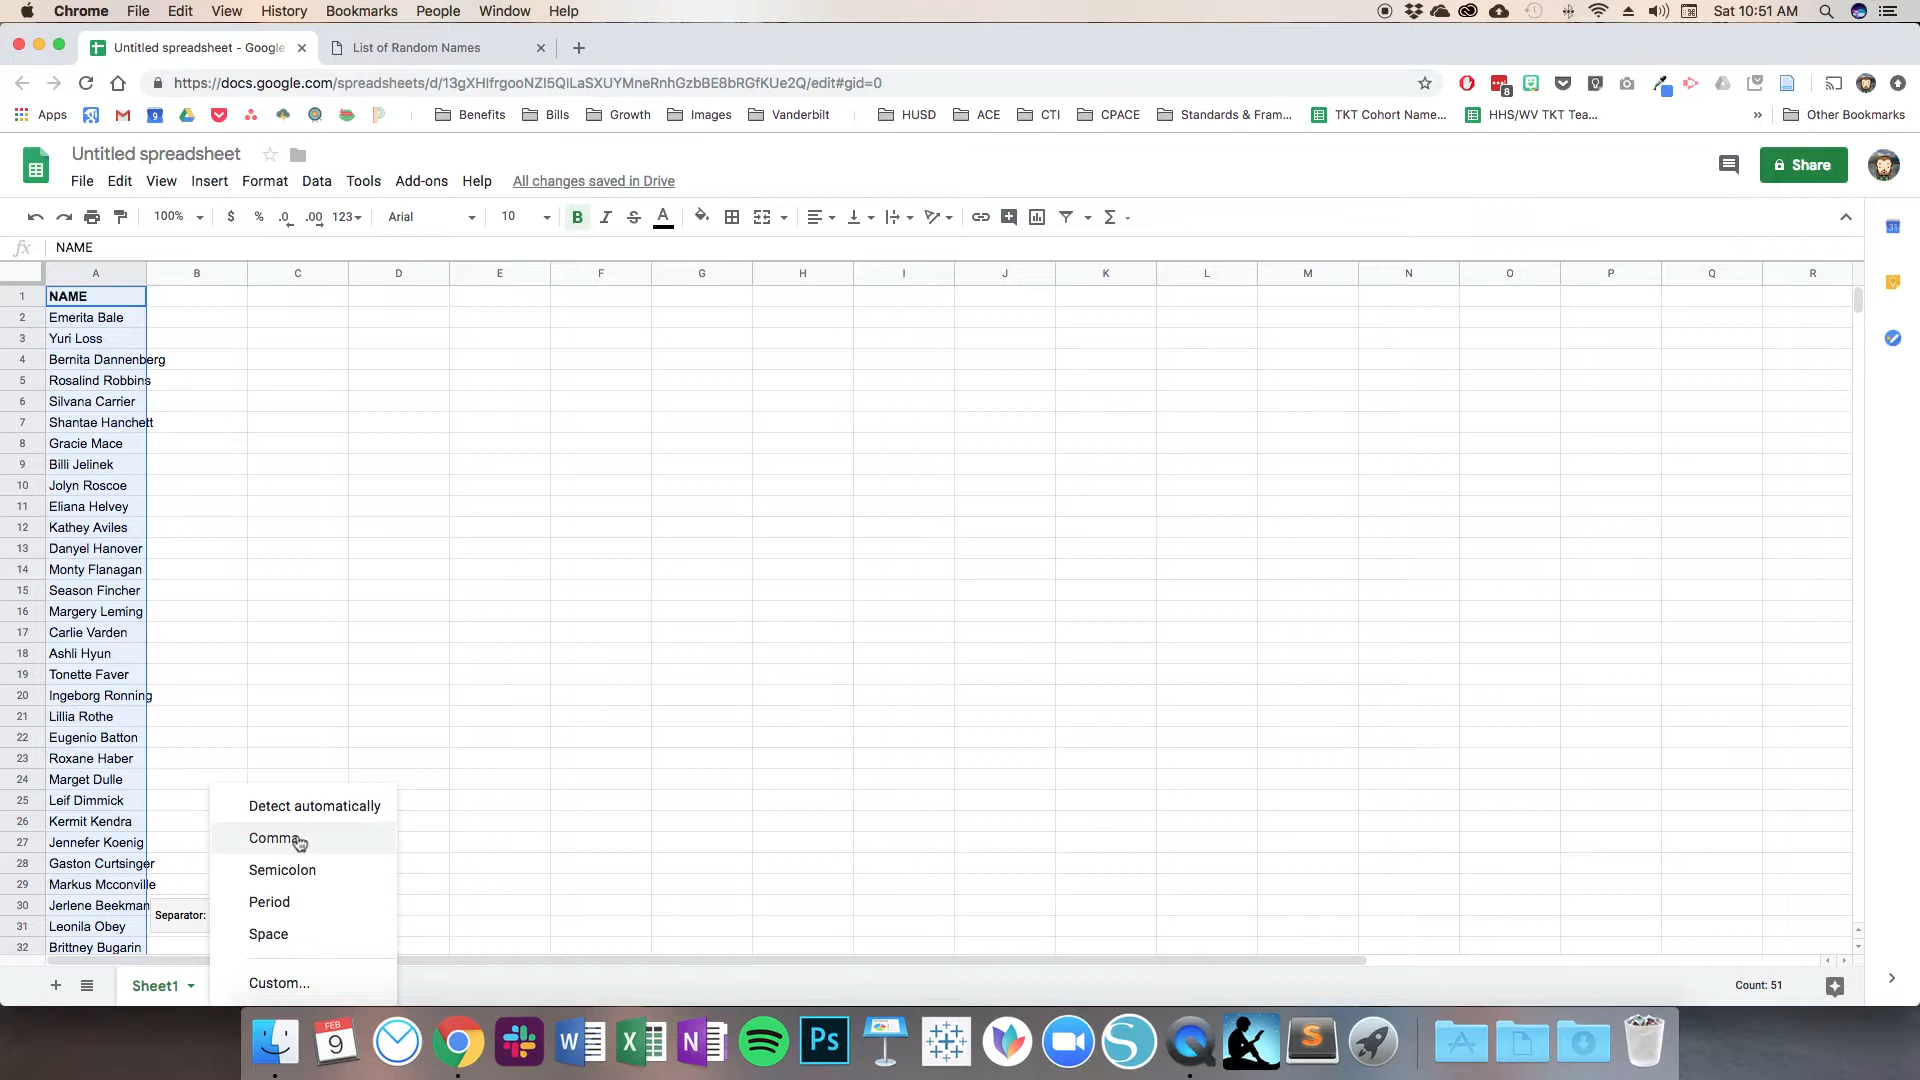 Chrome File Edit View History Bookmarks People Window Help Sat 10:51 AM
Untitled spreadsheet - Google List of Random Names
https://docs.google.com/spreadsheets/d/13gXHIfrgooNZI5QlLaSXUYMneRnhGzbBE8bRGfKUe2Q/edit#gid=0
Apps Benefits Bills Growth Images Vanderbilt HUSD ACE CTI CPACE Standards & Fram... TKT Cohort Name... HHS/WV TKT Tea... » Other Bookmarks
Untitled spreadsheet
Share
File Edit View Insert Format Data Tools Add-ons Help All changes saved in Drive
100% $ % .0 .00 123 Arial 10 B I S A Σ
fx NAME
A B C D E F G H I J K L M N O P Q R
1 NAME
2 Emerita Bale
3 Yuri Loss
4 Bernita Dannenberg
5 Rosalind Robbins
6 Silvana Carrier
7 Shantae Hanchett
8 Gracie Mace
9 Billi Jelinek
10 Jolyn Roscoe
11 Eliana Helvey
12 Kathey Aviles
13 Danyel Hanover
14 Monty Flanagan
15 Season Fincher
16 Margery Leming
17 Carlie Varden
18 Ashli Hyun
19 Tonette Faver
20 Ingeborg Ronning
21 Lillia Rothe
22 Eugenio Batton
23 Roxane Haber
24 Marget Dulle
25 Leif Dimmick
26 Kermit Kendra
27 Jennefer Koenig
28 Gaston Curtsinger
29 Markus Mcconville
30 Jerlene Beekman
31 Leonila Obey
32 Brittney Bugarin
Separator:
Detect automatically
Comma
Semicolon
Period
Space
Custom...
Sheet1 Count: 51
FEB
9
W X N Ps S S